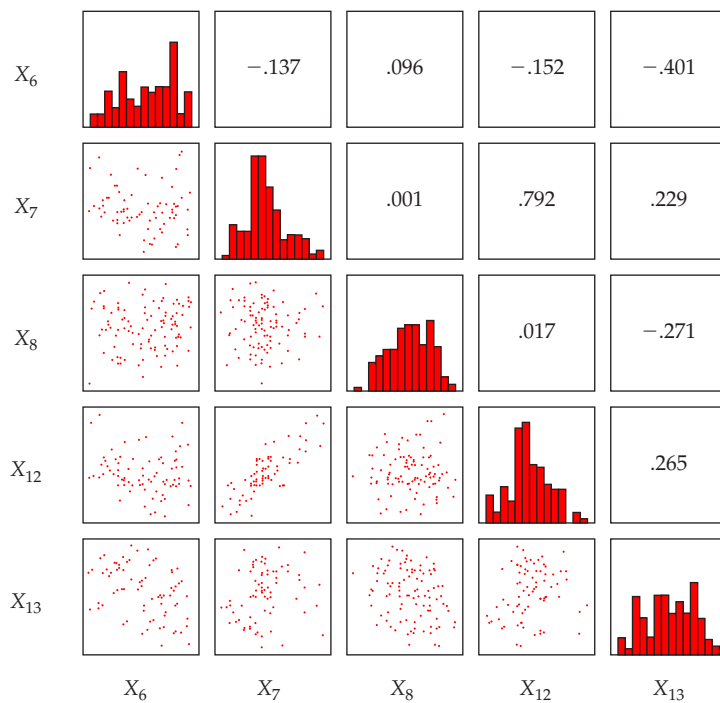 X₆ −.137 .096 −.152 −.401
X₇ .001 .792 .229
X₈ .017 −.271
X₁₂ .265
X₁₃
X₆ X₇ X₈ X₁₂ X₁₃